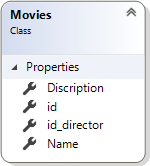 Movies
Class
Properties
Discription
id
id_director
Name